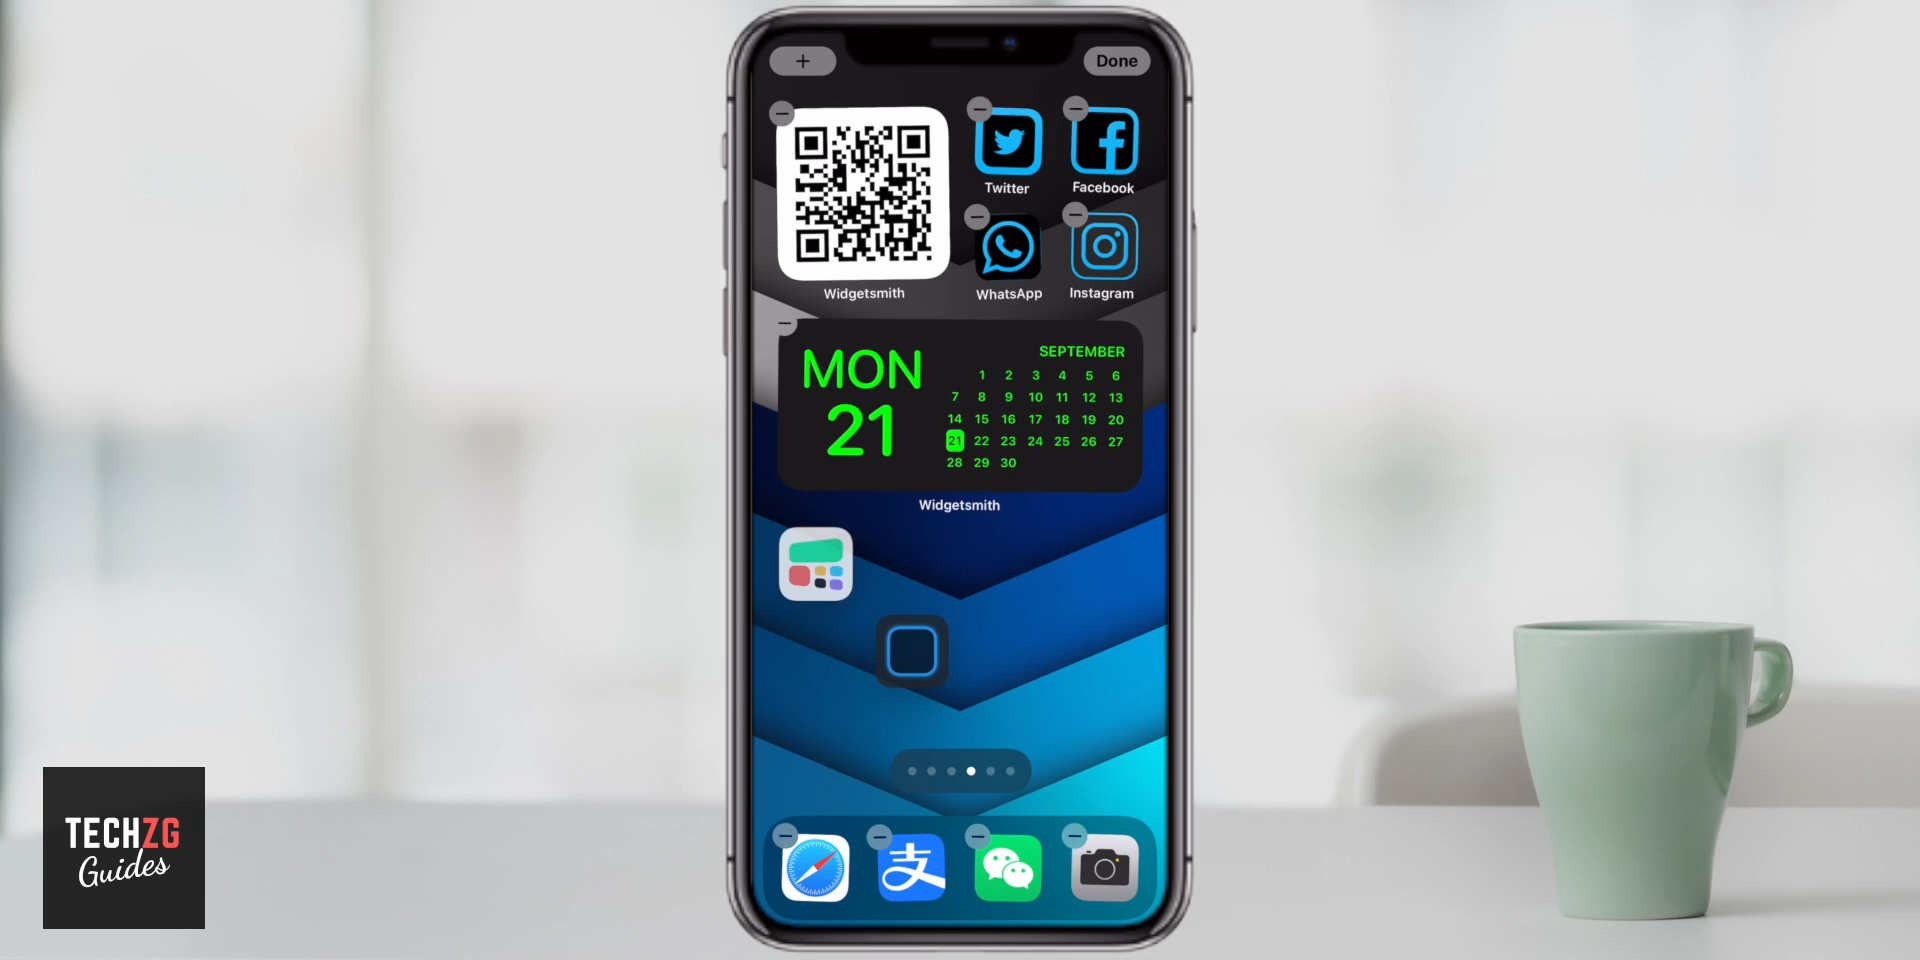 +
Done
Twitter
Facebook
Widgetsmith
WhatsApp
Instagram
MON
21
SEPTEMBER
1 2 3 4 5 6
7 8 9 10 11 12 13
14 15 16 17 18 19 20
21 22 23 24 25 26 27
28 29 30
Widgetsmith
支
TECHZG
Guides